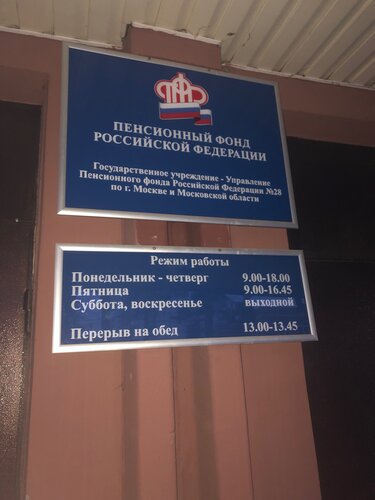 ПФР
ПЕНСИОННЫЙ ФОНД
РОССИЙСКОЙ ФЕДЕРАЦИИ
Государственное учреждение - Управление
Пенсионного фонда Российской Федерации №28
по г. Москве и Московской области
Режим работы
Понедельник - четверг 9.00-18.00
Пятница 9.00-16.45
Суббота, воскресенье выходной
Перерыв на обед 13.00-13.45